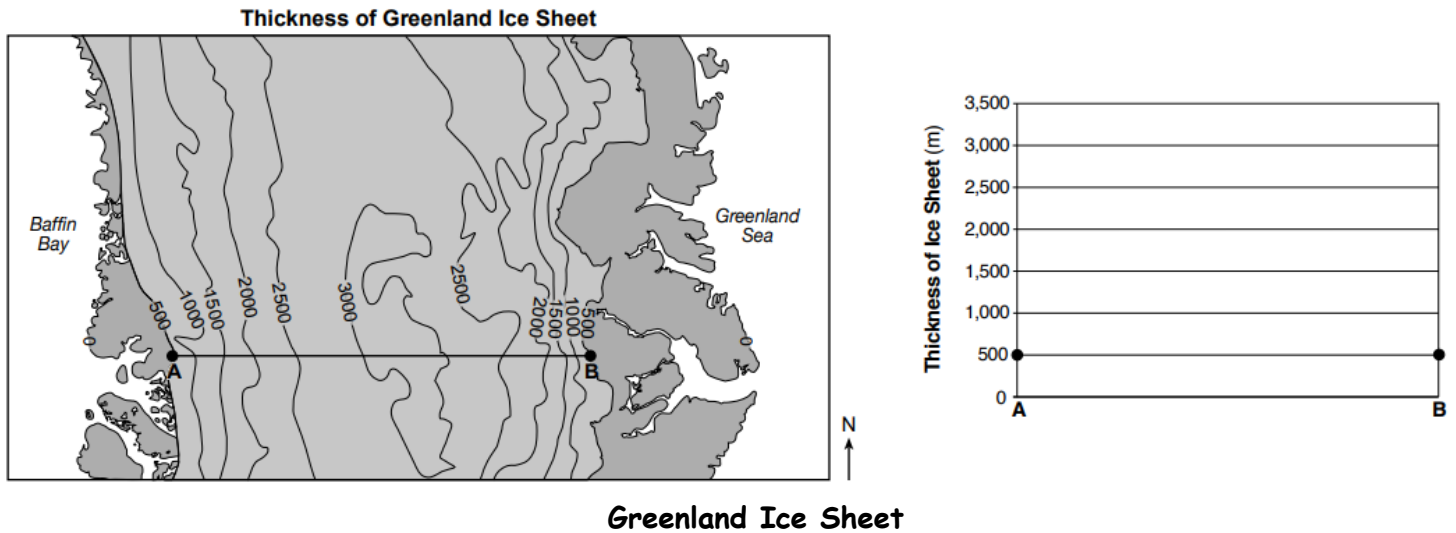 Thickness of Greenland Ice Sheet
Baffin
Bay
Greenland
Sea
500
1000
1500
2000
2500
3000
2500
2000
1500
1000
500
0
0
A
B
N
Thickness of Ice Sheet (m)
3,500
3,000
2,500
2,000
1,500
1,000
500
0
A
B
Greenland Ice Sheet